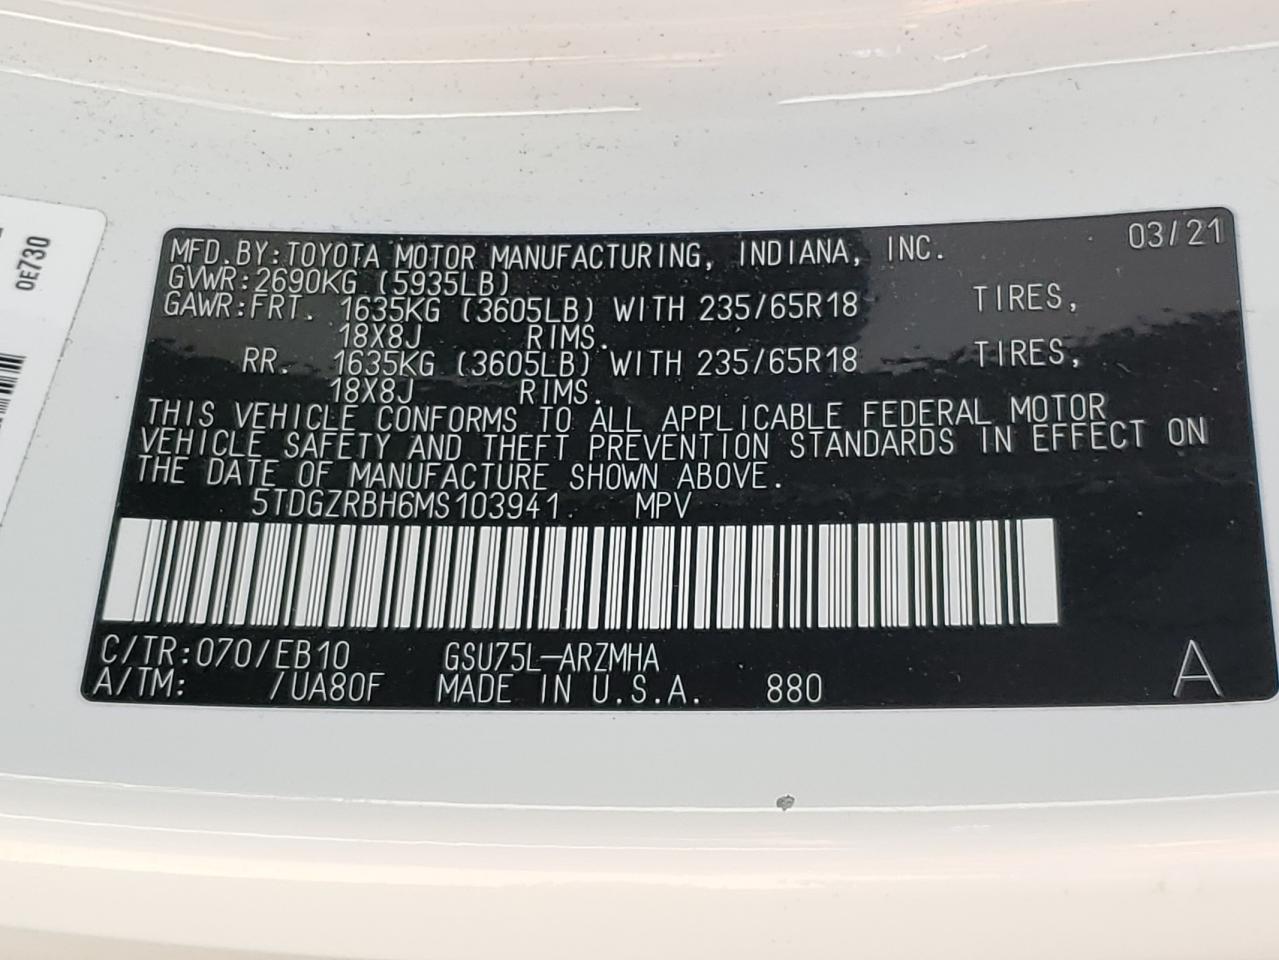 MFD.BY:TOYOTA MOTOR MANUFACTURING, INDIANA, INC. 03/21
GVWR:2690KG (5935LB)
GAWR:FRT. 1635KG (3605LB) WITH 235/65R18 TIRES,
18X8J RIMS.
RR. 1635KG (3605LB) WITH 235/65R18 TIRES,
18X8J RIMS.
THIS VEHICLE CONFORMS TO ALL APPLICABLE FEDERAL MOTOR
VEHICLE SAFETY AND THEFT PREVENTION STANDARDS IN EFFECT ON
THE DATE OF MANUFACTURE SHOWN ABOVE.
5TDGZRBH6MS103941 MPV
C/TR:070/EB10 GSU75L-ARZMHA
A/TM: /UA80F MADE IN U.S.A. 880 A
0E730